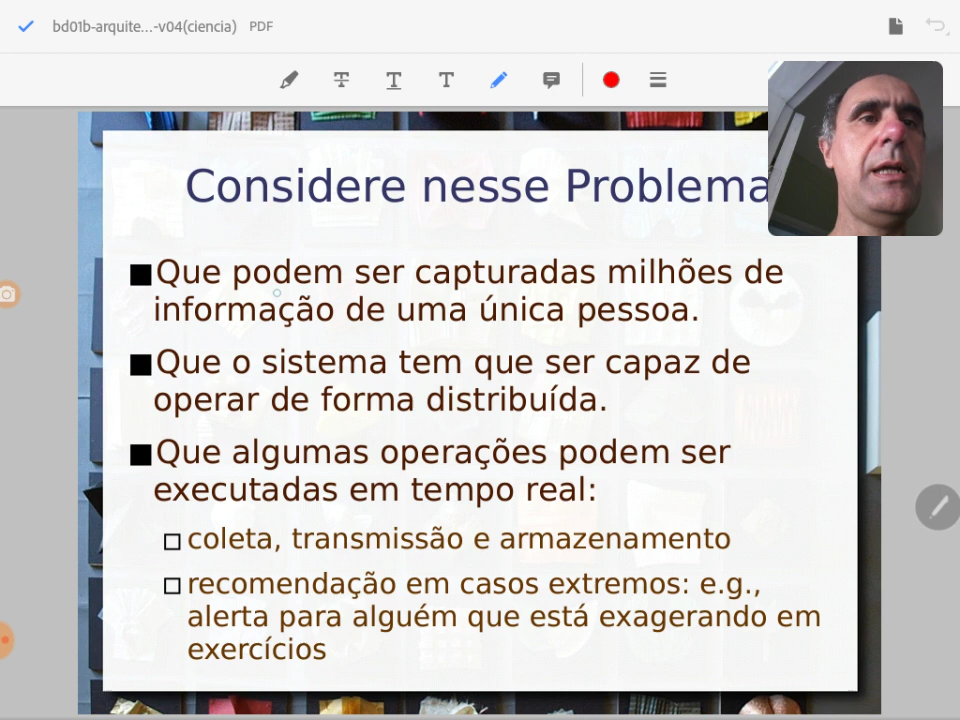 bd01b-arquite...-v04(ciencia) PDF
T T T
Considere nesse Problema
Que podem ser capturadas milhões de
informação de uma única pessoa.
Que o sistema tem que ser capaz de
operar de forma distribuída.
Que algumas operações podem ser
executadas em tempo real:
coleta, transmissão e armazenamento
recomendação em casos extremos: e.g.,
alerta para alguém que está exagerando em
exercícios